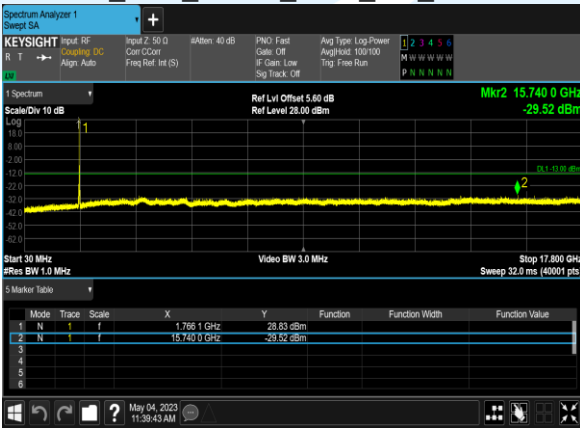 Spectrum Analyzer 1
Swept SA
+
KEYSIGHT Input: RF Input Z: 50 Ω #Atten: 40 dB PNO: Fast Avg Type: Log-Power 1 2 3 4 5 6
R T Coupling: DC Corr CCorr Gate: Off Avg|Hold: 100/100 M W W W W W
Align: Auto Freq Ref: Int (S) IF Gain: Low Trig: Free Run
LV Sig Track: Off P N N N N N
1 Spectrum Ref Lvl Offset 5.60 dB Mkr2 15.740 0 GHz
Scale/Div 10 dB Ref Level 28.00 dBm -29.52 dBm
Log
18.0 1
8.00
-2.00
-12.0 DL1 -13.00 dBm
-22.0 2
-32.0
-42.0
-52.0
-62.0
Start 30 MHz Video BW 3.0 MHz Stop 17.800 GHz
#Res BW 1.0 MHz Sweep 32.0 ms (40001 pts
5 Marker Table
Mode Trace Scale X Y Function Function Width Function Value
1 N 1 f 1.766 1 GHz 28.83 dBm
2 N 1 f 15.740 0 GHz -29.52 dBm
3
4
5
6
? May 04, 2023
11:39:43 AM